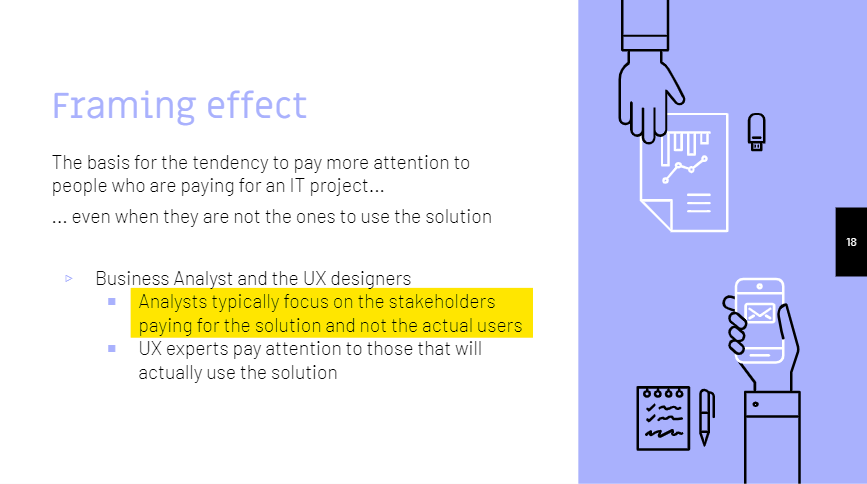 Framing effect
The basis for the tendency to pay more attention to
people who are paying for an IT project...
... even when they are not the ones to use the solution
Business Analyst and the UX designers
Analysts typically focus on the stakeholders
paying for the solution and not the actual users
UX experts pay attention to those that will
actually use the solution
18